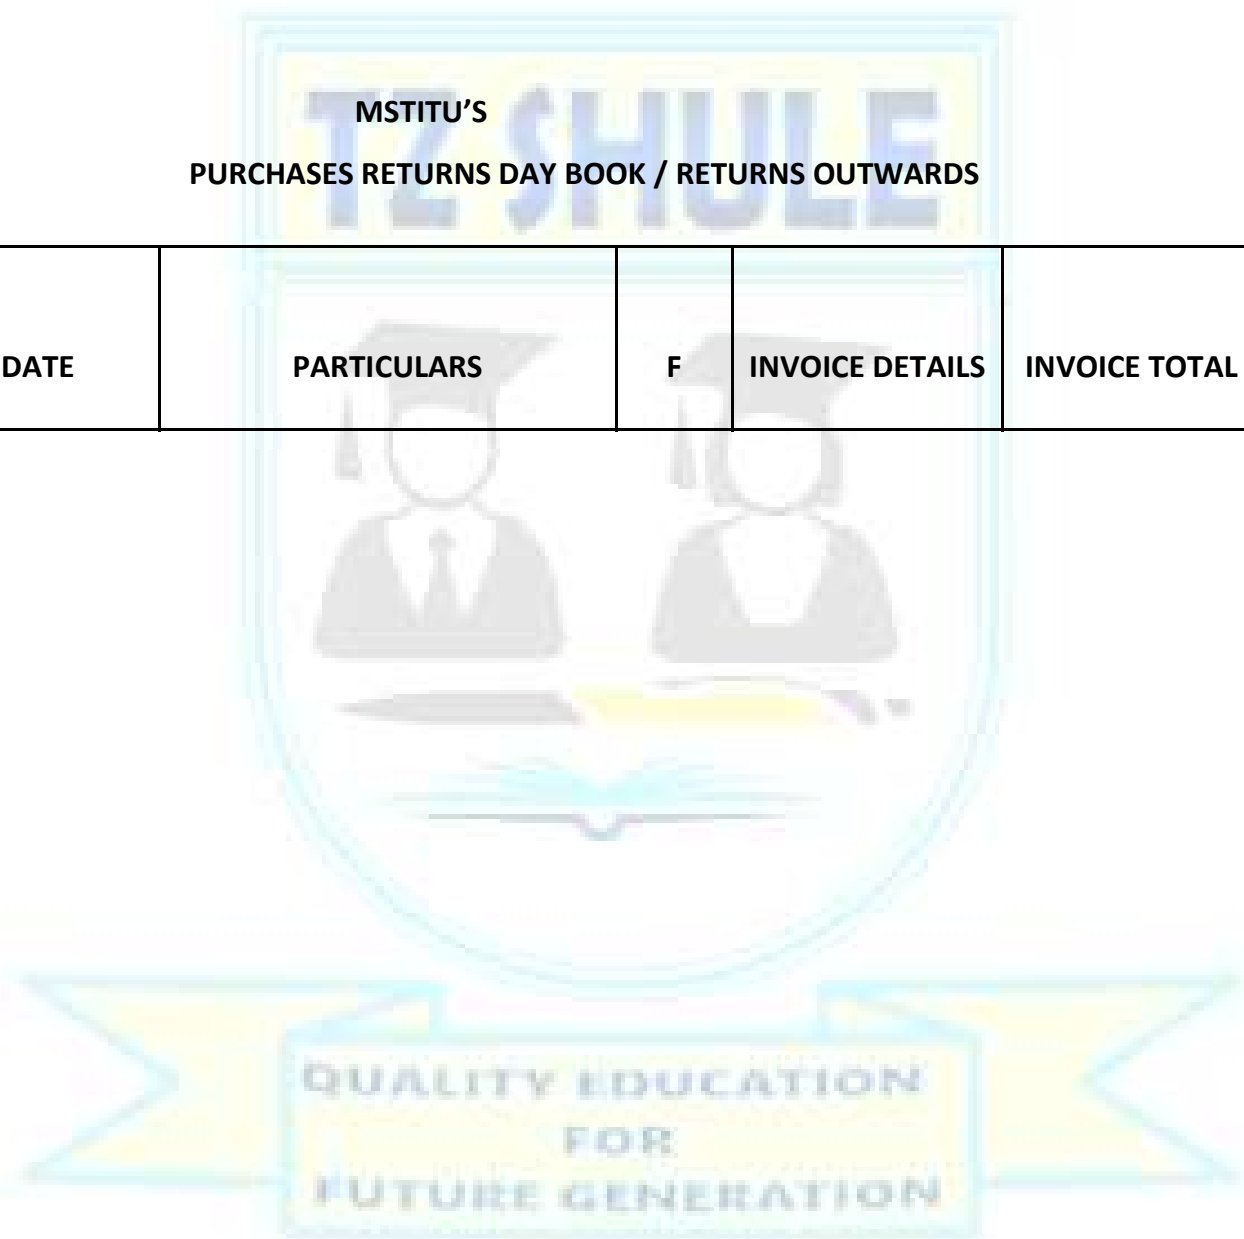 TZ SHULE
MSTITU’S
PURCHASES RETURNS DAY BOOK / RETURNS OUTWARDS
DATE PARTICULARS F INVOICE DETAILS INVOICE TOTAL
QUALITY EDUCATION
FOR
FUTURE GENERATION